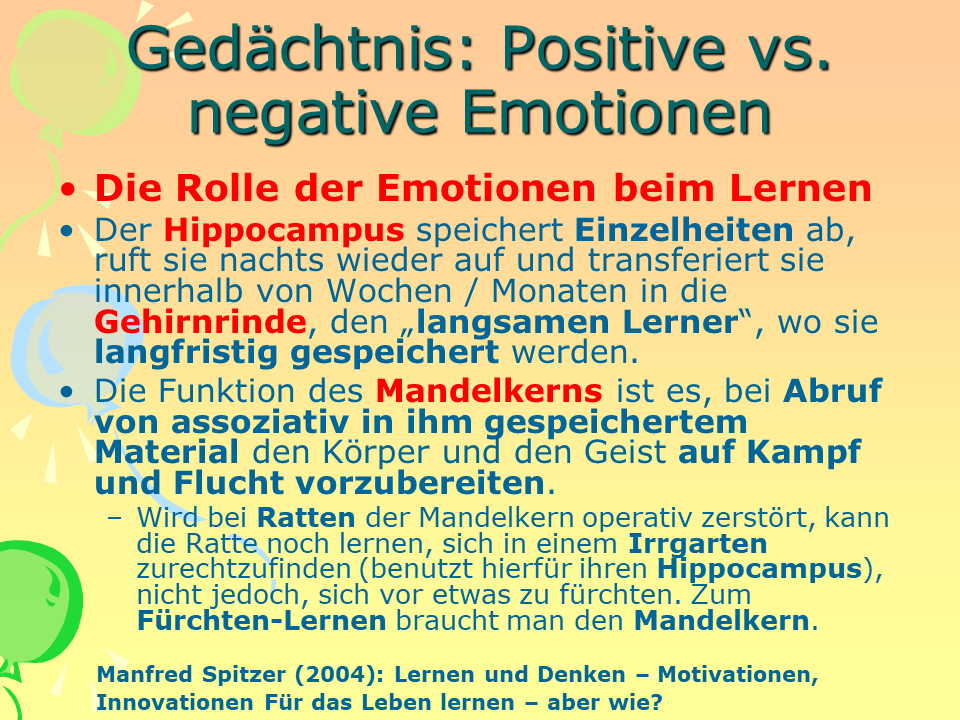 Gedächtnis: Positive vs.
negative Emotionen
• Die Rolle der Emotionen beim Lernen
• Der Hippocampus speichert Einzelheiten ab,
ruft sie nachts wieder auf und transferiert sie
innerhalb von Wochen / Monaten in die
Gehirnrinde, den „langsamen Lerner“, wo sie
langfristig gespeichert werden.
• Die Funktion des Mandelkerns ist es, bei Abruf
von assoziativ in ihm gespeichertem
Material den Körper und den Geist auf Kampf
und Flucht vorzubereiten.
– Wird bei Ratten der Mandelkern operativ zerstört, kann
die Ratte noch lernen, sich in einem Irrgarten
zurechtzufinden (benutzt hierfür ihren Hippocampus),
nicht jedoch, sich vor etwas zu fürchten. Zum
Fürchten-Lernen braucht man den Mandelkern.
Manfred Spitzer (2004): Lernen und Denken – Motivationen,
Innovationen Für das Leben lernen – aber wie?